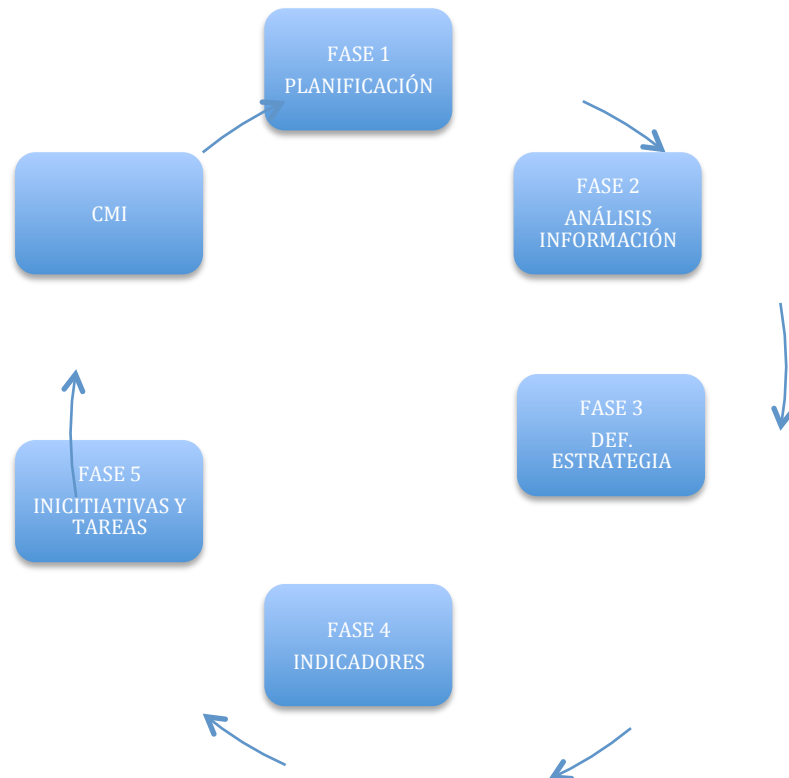 FASE 1
PLANIFICACIÓN
FASE 2
ANÁLISIS
INFORMACIÓN
FASE 3
DEF.
ESTRATEGIA
FASE 4
INDICADORES
FASE 5
INICITIATIVAS Y
TAREAS
CMI